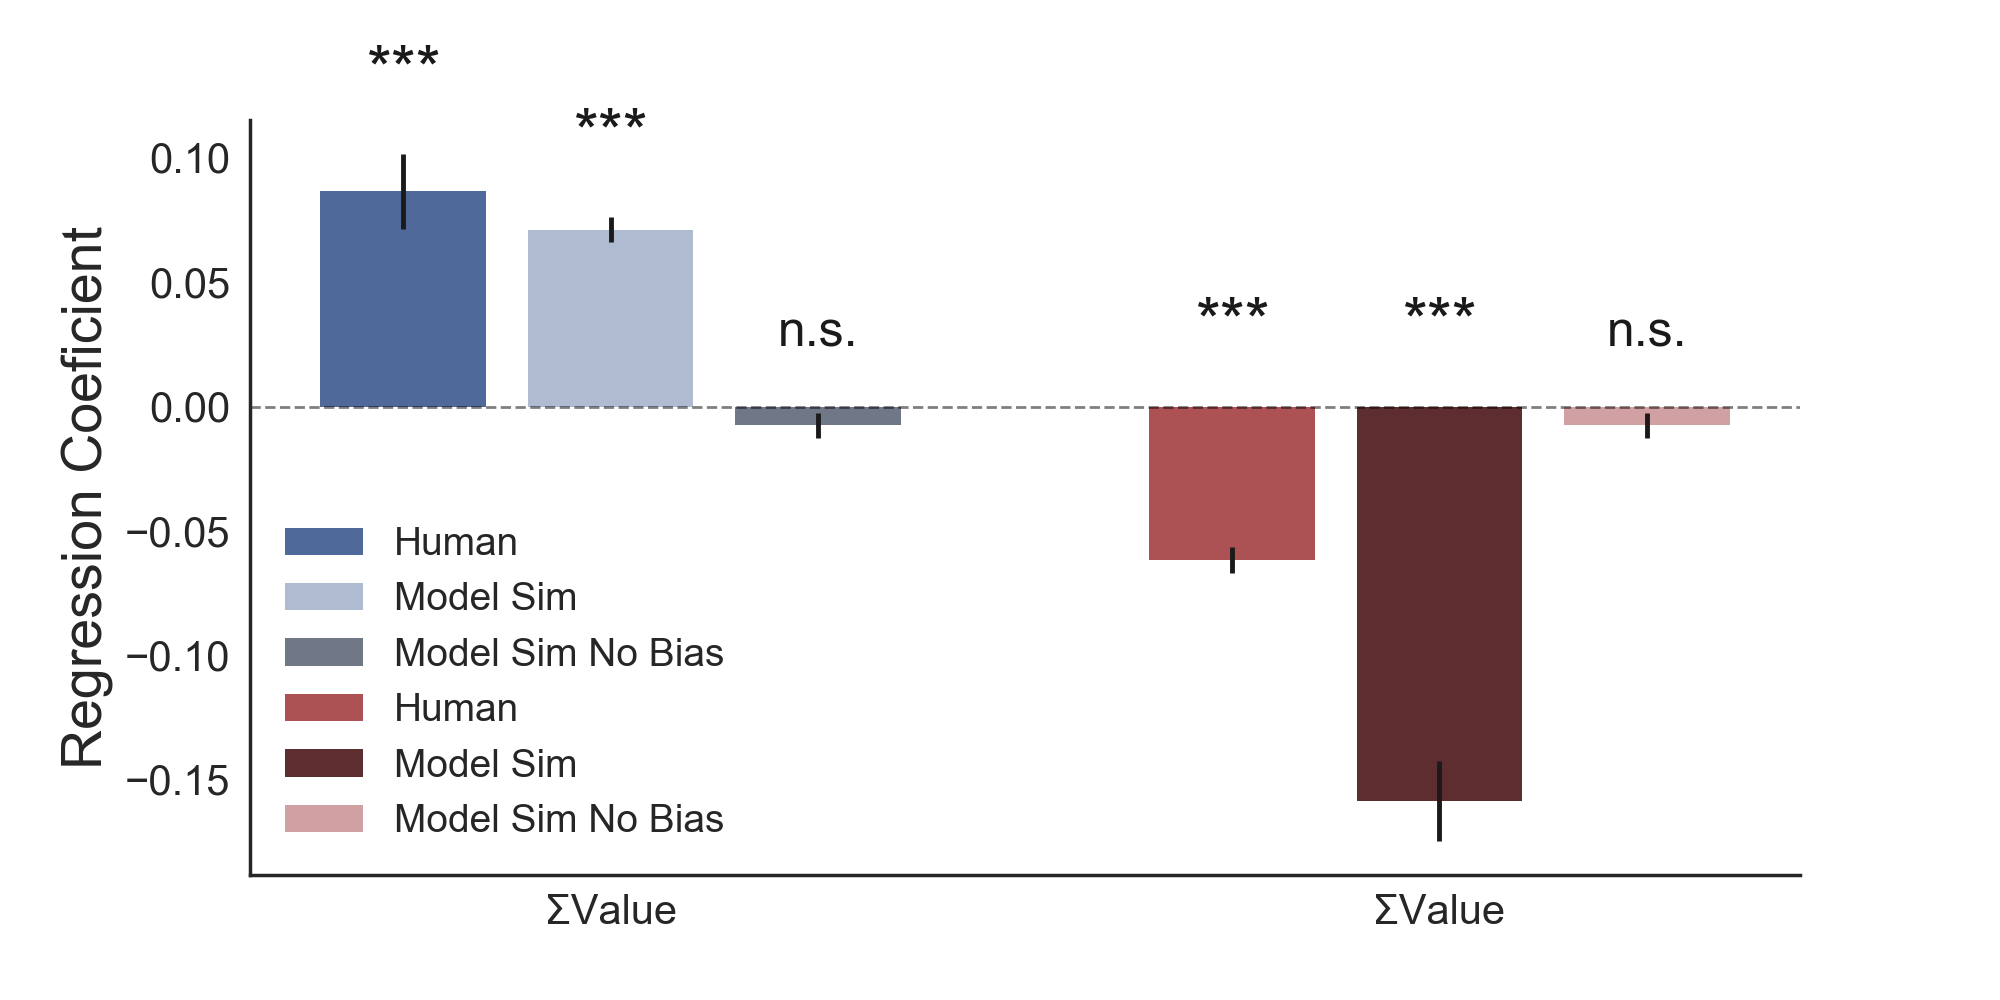 ***
***
0.10
0.05
n.s.
***
***
n.s.
0.00
−0.05
−0.10
−0.15
Regression Coefficient
Human
Model Sim
Model Sim No Bias
Human
Model Sim
Model Sim No Bias
ΣValue
ΣValue